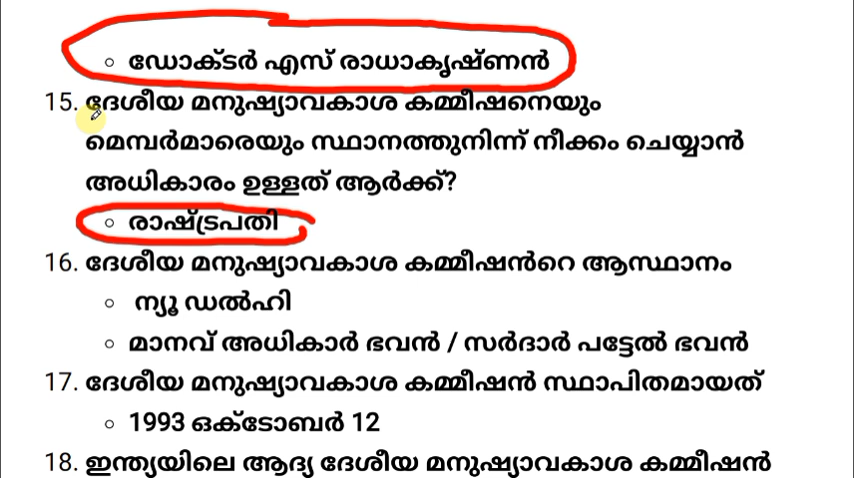 ഡോക്ടർ എസ് രാധാകൃഷ്ണൻ
15. ദേശീയ മനുഷ്യാവകാശ കമ്മീഷനെയും
മെമ്പർമാരെയും സ്ഥാനത്തുനിന്ന് നീക്കം ചെയ്യാൻ
അധികാരം ഉള്ളത് ആർക്ക്?
രാഷ്ട്രപതി
16. ദേശീയ മനുഷ്യാവകാശ കമ്മീഷൻറെ ആസ്ഥാനം
ന്യൂ ഡൽഹി
മാനവ് അധികാർ ഭവൻ / സർദാർ പട്ടേൽ ഭവൻ
17. ദേശീയ മനുഷ്യാവകാശ കമ്മീഷൻ സ്ഥാപിതമായത്
1993 ഒക്ടോബർ 12
18. ഇന്ത്യയിലെ ആദ്യ ദേശീയ മനുഷ്യാവകാശ കമ്മീഷൻ